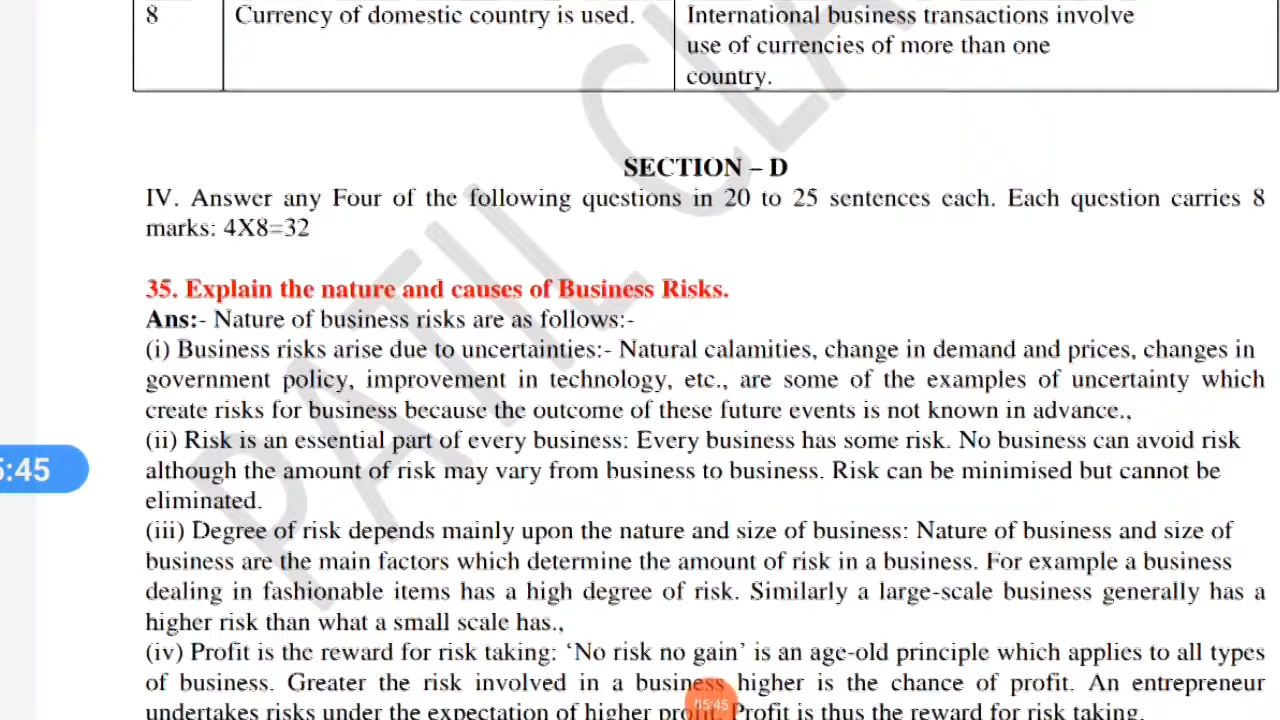 8 Currency of domestic country is used. International business transactions involve
use of currencies of more than one
country.
SECTION – D
IV. Answer any Four of the following questions in 20 to 25 sentences each. Each question carries 8
marks: 4X8=32
35. Explain the nature and causes of Business Risks.
Ans:- Nature of business risks are as follows:-
(i) Business risks arise due to uncertainties:- Natural calamities, change in demand and prices, changes in
government policy, improvement in technology, etc., are some of the examples of uncertainty which
create risks for business because the outcome of these future events is not known in advance.,
(ii) Risk is an essential part of every business: Every business has some risk. No business can avoid risk
although the amount of risk may vary from business to business. Risk can be minimised but cannot be
5:45
eliminated.
(iii) Degree of risk depends mainly upon the nature and size of business: Nature of business and size of
business are the main factors which determine the amount of risk in a business. For example a business
dealing in fashionable items has a high degree of risk. Similarly a large-scale business generally has a
higher risk than what a small scale has.,
(iv) Profit is the reward for risk taking: ‘No risk no gain’ is an age-old principle which applies to all types
of business. Greater the risk involved in a business higher is the chance of profit. An entrepreneur
undertakes risks under the expectation of higher profit. Profit is thus the reward for risk taking.
05:45
PATIL CLA